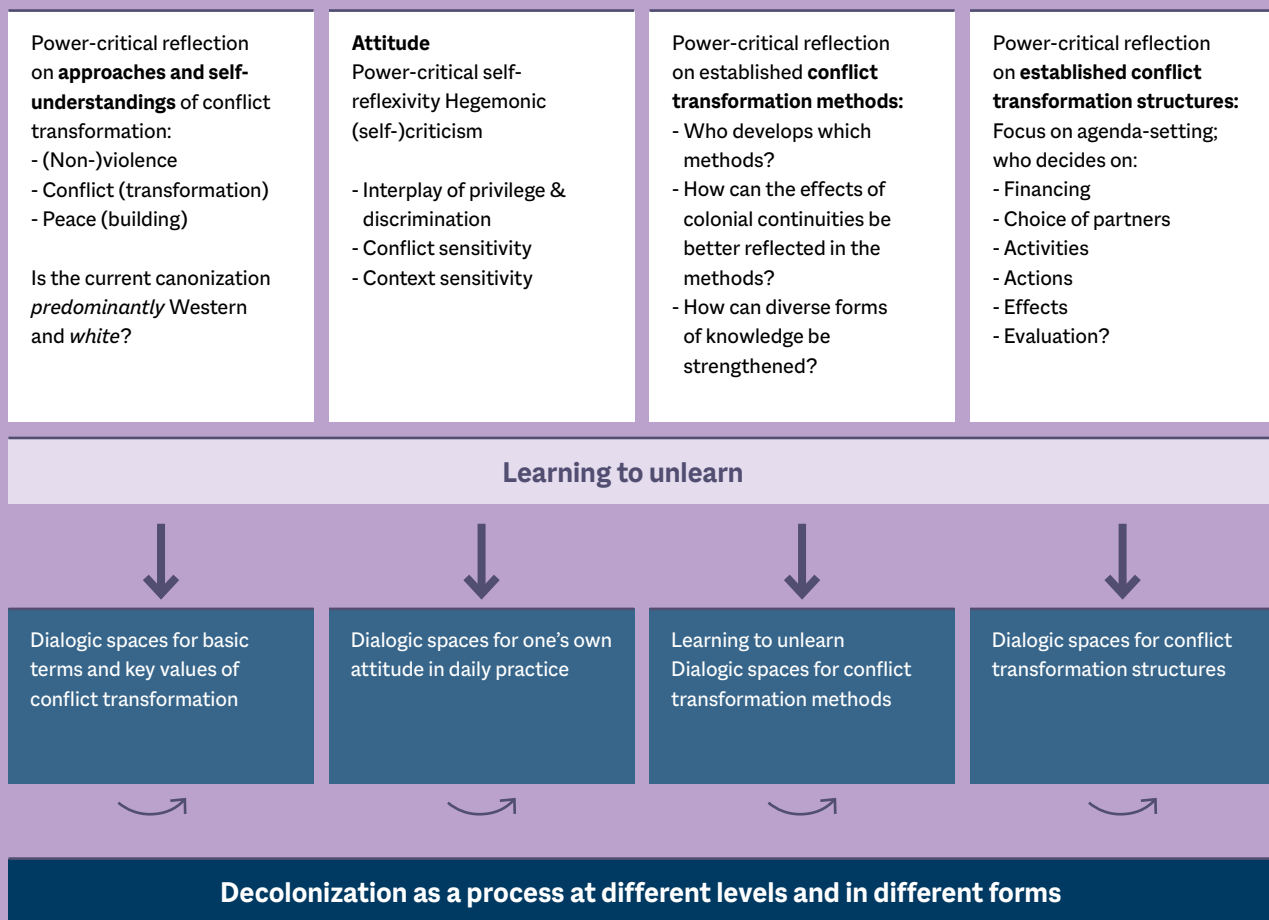 Power-critical reflection
on approaches and self-
understandings of conflict
transformation:
- (Non-)violence
- Conflict (transformation)
- Peace (building)
Is the current canonization
predominantly Western
and white?
Attitude
Power-critical self-
reflexivity Hegemonic
(self-)criticism
- Interplay of privilege &
discrimination
- Conflict sensitivity
- Context sensitivity
Power-critical reflection
on established conflict
transformation methods:
- Who develops which
methods?
- How can the effects of
colonial continuities be
better reflected in the
methods?
- How can diverse forms
of knowledge be
strengthened?
Power-critical reflection
on established conflict
transformation structures:
Focus on agenda-setting;
who decides on:
- Financing
- Choice of partners
- Activities
- Actions
- Effects
- Evaluation?
Learning to unlearn
Dialogic spaces for basic
terms and key values of
conflict transformation
Dialogic spaces for one's own
attitude in daily practice
Learning to unlearn
Dialogic spaces for conflict
transformation methods
Dialogic spaces for conflict
transformation structures
Decolonization as a process at different levels and in different forms